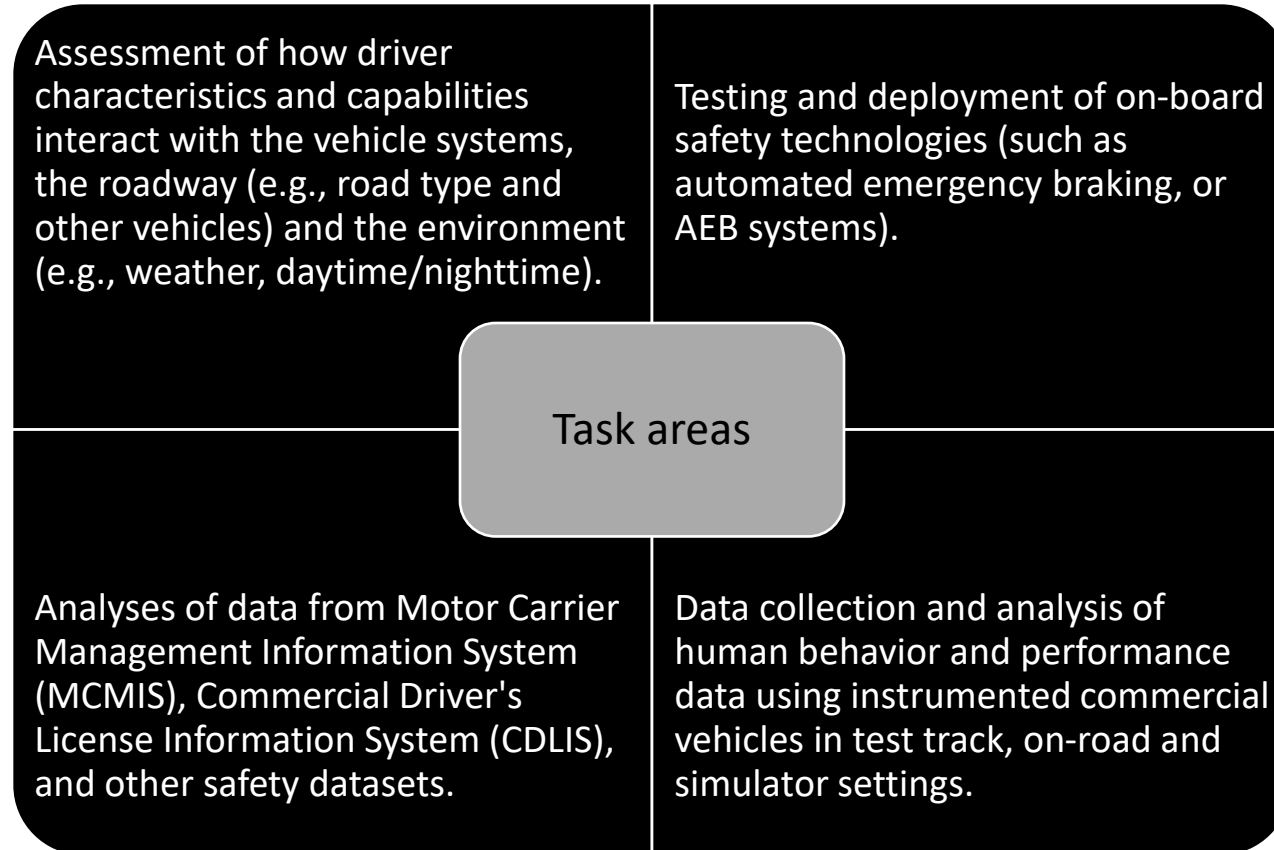 Assessment of how driver
characteristics and capabilities
interact with the vehicle systems,
the roadway (e.g., road type and
other vehicles) and the environment
(e.g., weather, daytime/nighttime).
Testing and deployment of on-board
safety technologies (such as
automated emergency braking, or
AEB systems).
Task areas
Analyses of data from Motor Carrier
Management Information System
(MCMIS), Commercial Driver's
License Information System (CDLIS),
and other safety datasets.
Data collection and analysis of
human behavior and performance
data using instrumented commercial
vehicles in test track, on-road and
simulator settings.